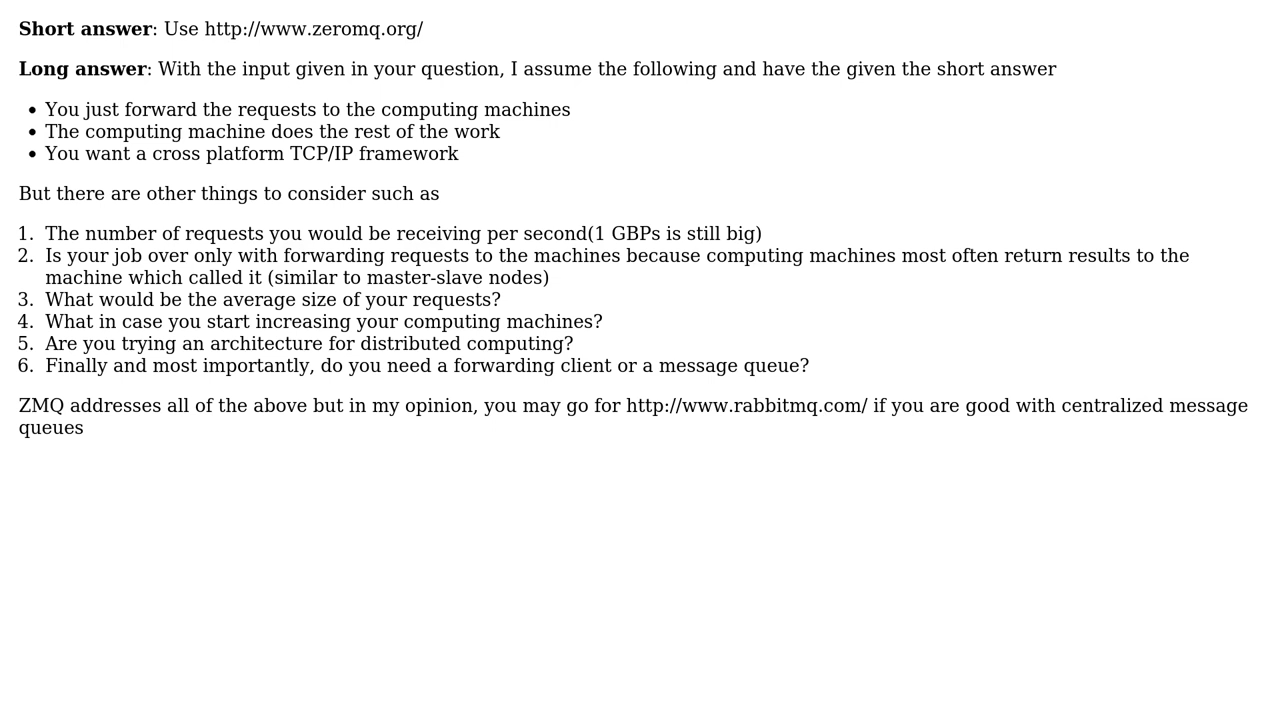 Short answer: Use http://www.zeromq.org/
Long answer: With the input given in your question, I assume the following and have the given the short answer
• You just forward the requests to the computing machines
• The computing machine does the rest of the work
• You want a cross platform TCP/IP framework
But there are other things to consider such as
1. The number of requests you would be receiving per second(1 GBPs is still big)
2. Is your job over only with forwarding requests to the machines because computing machines most often return results to the
machine which called it (similar to master-slave nodes)
3. What would be the average size of your requests?
4. What in case you start increasing your computing machines?
5. Are you trying an architecture for distributed computing?
6. Finally and most importantly, do you need a forwarding client or a message queue?
ZMQ addresses all of the above but in my opinion, you may go for http://www.rabbitmq.com/ if you are good with centralized message
queues